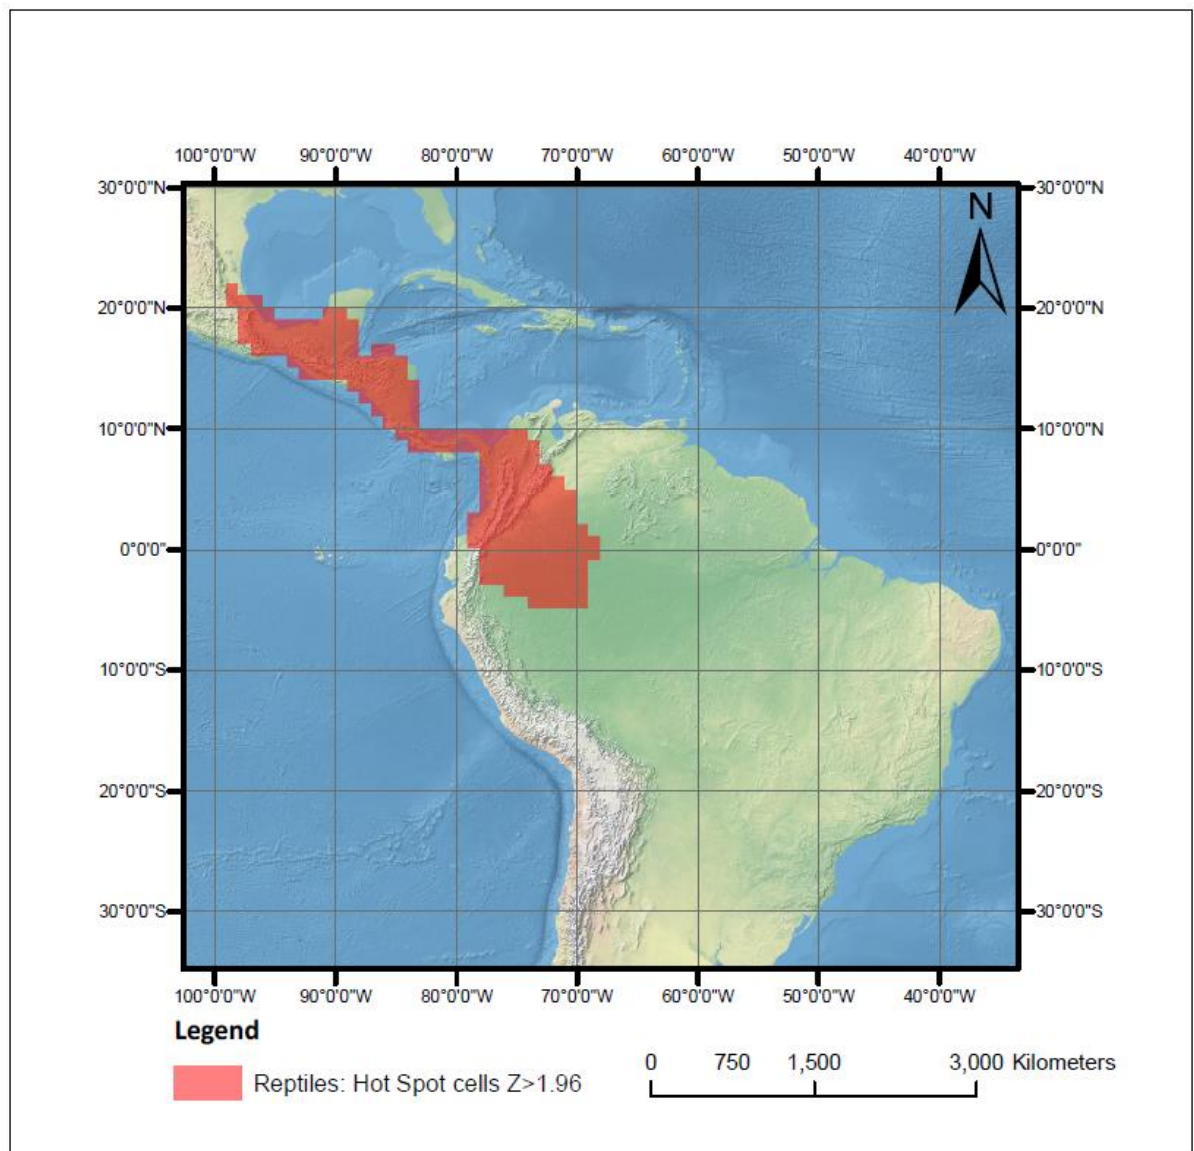 100°0'0"W 90°0'0"W 80°0'0"W 70°0'0"W 60°0'0"W 50°0'0"W 40°0'0"W
30°0'0"N 30°0'0"N
N
20°0'0"N 20°0'0"N
10°0'0"N 10°0'0"N
0°0'0" 0°0'0"
10°0'0"S 10°0'0"S
20°0'0"S 20°0'0"S
30°0'0"S 30°0'0"S
100°0'0"W 90°0'0"W 80°0'0"W 70°0'0"W 60°0'0"W 50°0'0"W 40°0'0"W
Legend
0 750 1,500 3,000 Kilometers
Reptiles: Hot Spot cells Z>1.96